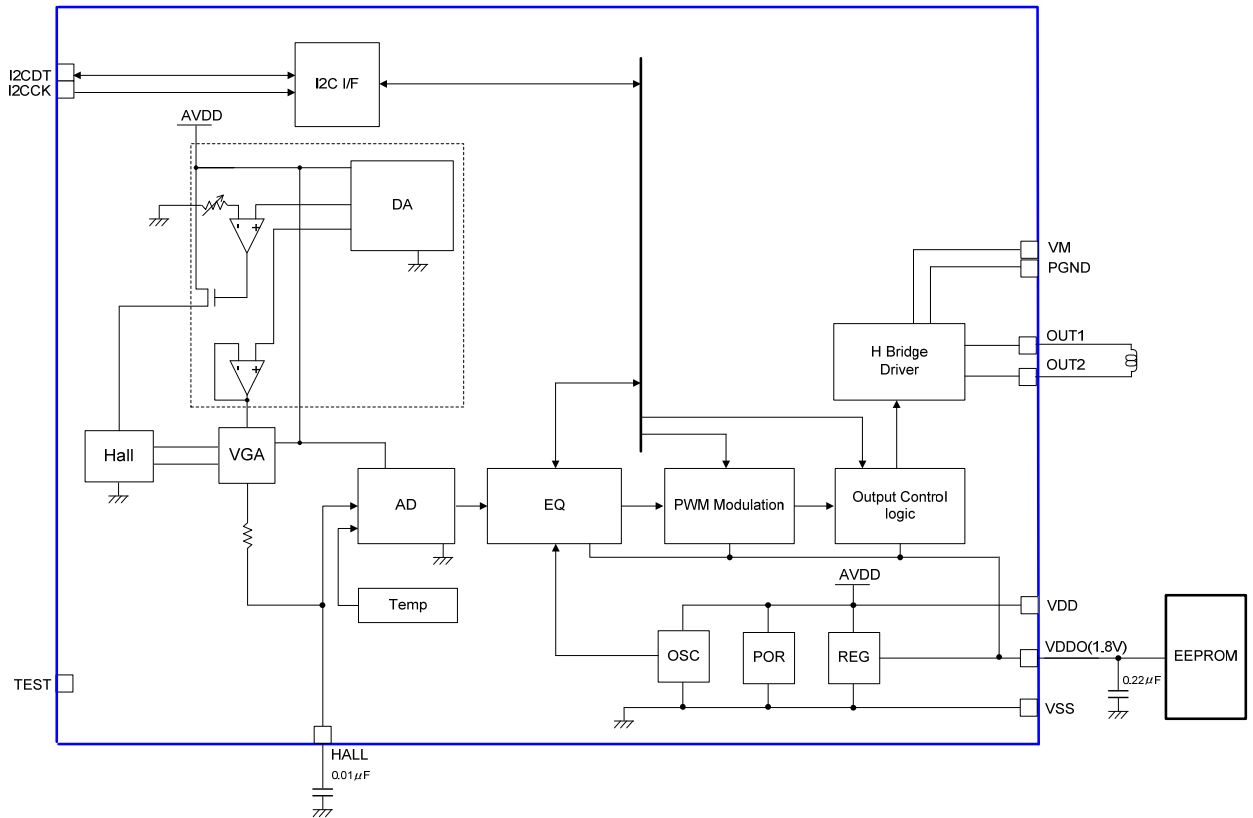 I2CDT
I2CCK
I2C I/F
AVDD
DA
- +
VM
PGND
H Bridge
Driver
OUT1
OUT2
- +
Hall
VGA
AD
EQ
PWM Modulation
Output Control
logic
Temp
AVDD
VDD
OSC
POR
REG
VDDO(1.8V)
EEPROM
0.22μF
TEST
VSS
HALL
0.01μF